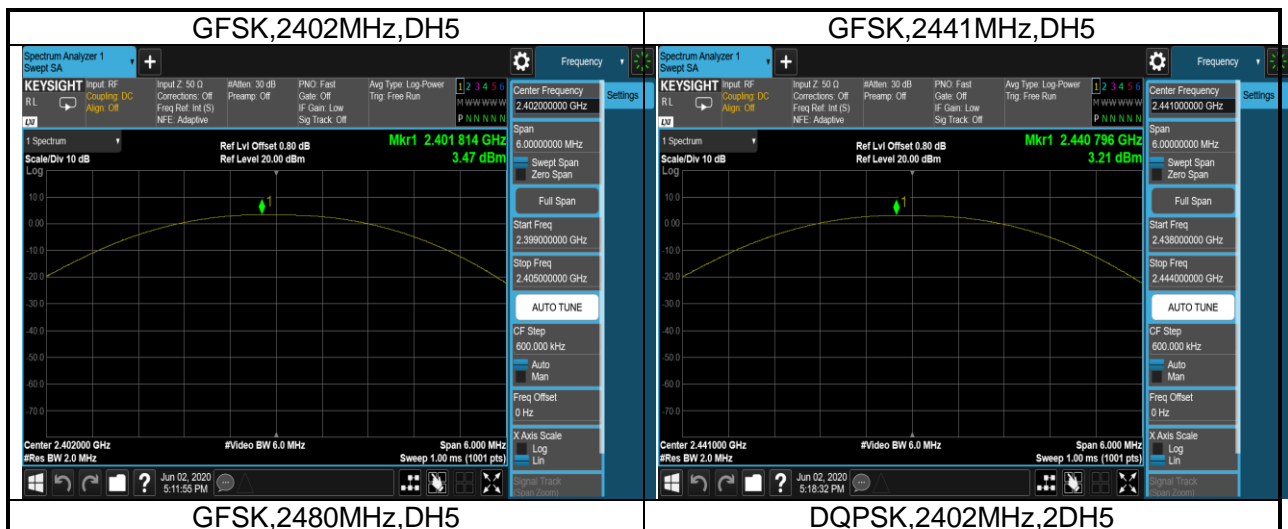 GFSK,2402MHz,DH5
Spectrum Analyzer 1
Swept SA
Frequency
KEYSIGHT Input: RF
R L
Coupling: DC
Align: Off
LXI
Input Z: 50 Ω
Corrections: Off
Freq Ref: Int (S)
NFE: Adaptive
#Atten: 30 dB
Preamp: Off
PNO: Fast
Gate: Off
IF Gain: Low
Sig Track: Off
Avg Type: Log-Power
Trig: Free Run
1 2 3 4 5 6
M W W W W W
P N N N N N
Center Frequency
2.402000000 GHz
Settings
1 Spectrum
Scale/Div 10 dB
Log
Ref Lvl Offset 0.80 dB
Ref Level 20.00 dBm
Mkr1 2.401 814 GHz
3.47 dBm
Span
6.00000000 MHz
Swept Span
Zero Span
Full Span
Start Freq
2.399000000 GHz
Stop Freq
2.405000000 GHz
AUTO TUNE
CF Step
600.000 kHz
Auto
Man
Freq Offset
0 Hz
X Axis Scale
Log
Lin
Signal Track
(Span Zoom)
1
10.0
0.00
-10.0
-20.0
-30.0
-40.0
-50.0
-60.0
-70.0
Center 2.402000 GHz
#Res BW 2.0 MHz
#Video BW 6.0 MHz
Span 6.000 MHz
Sweep 1.00 ms (1001 pts)
Jun 02, 2020
5:11:55 PM
GFSK,2441MHz,DH5
Spectrum Analyzer 1
Swept SA
Frequency
KEYSIGHT Input: RF
R L
Coupling: DC
Align: Off
LXI
Input Z: 50 Ω
Corrections: Off
Freq Ref: Int (S)
NFE: Adaptive
#Atten: 30 dB
Preamp: Off
PNO: Fast
Gate: Off
IF Gain: Low
Sig Track: Off
Avg Type: Log-Power
Trig: Free Run
1 2 3 4 5 6
M W W W W W
P N N N N N
Center Frequency
2.441000000 GHz
Settings
1 Spectrum
Scale/Div 10 dB
Log
Ref Lvl Offset 0.80 dB
Ref Level 20.00 dBm
Mkr1 2.440 796 GHz
3.21 dBm
Span
6.00000000 MHz
Swept Span
Zero Span
Full Span
Start Freq
2.438000000 GHz
Stop Freq
2.444000000 GHz
AUTO TUNE
CF Step
600.000 kHz
Auto
Man
Freq Offset
0 Hz
X Axis Scale
Log
Lin
Signal Track
(Span Zoom)
1
10.0
0.00
-10.0
-20.0
-30.0
-40.0
-50.0
-60.0
-70.0
Center 2.441000 GHz
#Res BW 2.0 MHz
#Video BW 6.0 MHz
Span 6.000 MHz
Sweep 1.00 ms (1001 pts)
Jun 02, 2020
5:18:32 PM
GFSK,2480MHz,DH5
DQPSK,2402MHz,2DH5